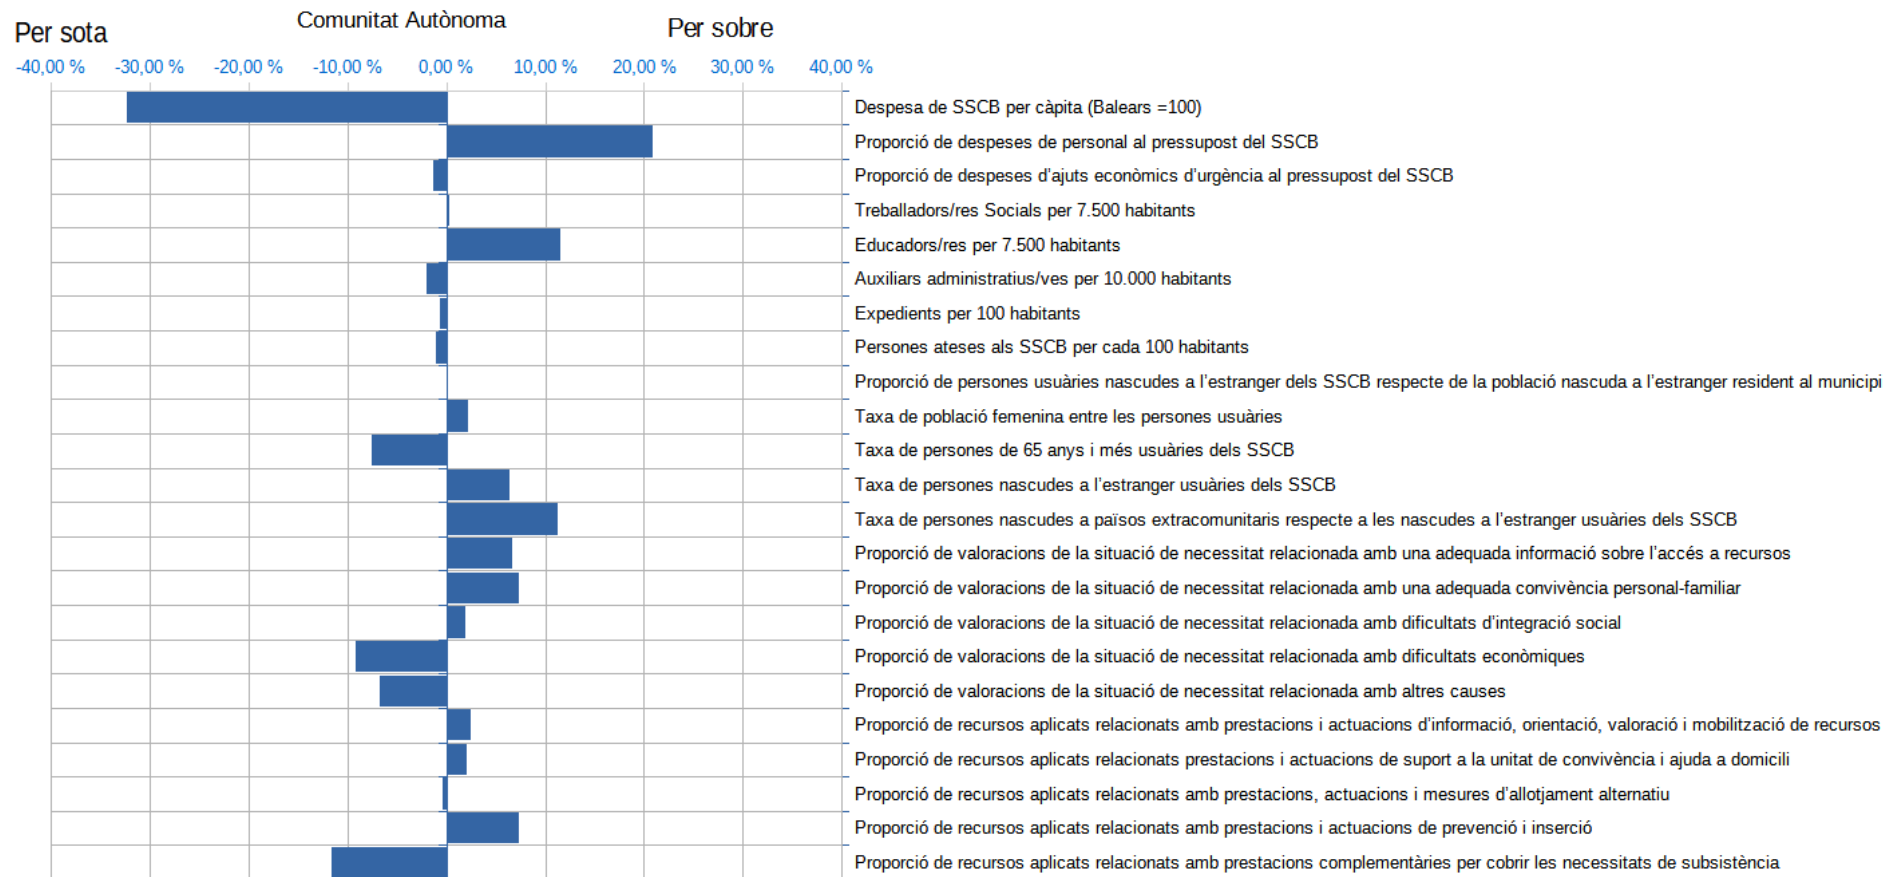 Comunitat Autònoma
Per sota
Per sobre
-40,00 % -30,00 % -20,00 % -10,00 % 0,00 % 10,00 % 20,00 % 30,00 % 40,00 %
Despesa de SSCB per càpita (Balears =100)
Proporció de despeses de personal al pressupost del SSCB
Proporció de despeses d'ajuts econòmics d'urgència al pressupost del SSCB
Treballadors/res Socials per 7.500 habitants
Educadors/res per 7.500 habitants
Auxiliars administratius/ves per 10.000 habitants
Expedients per 100 habitants
Persones ateses als SSCB per cada 100 habitants
Proporció de persones usuàries nascudes a l'estranger dels SSCB respecte de la població nascuda a l'estranger resident al municipi
Taxa de població femenina entre les persones usuàries
Taxa de persones de 65 anys i més usuàries dels SSCB
Taxa de persones nascudes a l'estranger usuàries dels SSCB
Taxa de persones nascudes a països extracomunitaris respecte a les nascudes a l'estranger usuàries dels SSCB
Proporció de valoracions de la situació de necessitat relacionada amb una adequada informació sobre l'accés a recursos
Proporció de valoracions de la situació de necessitat relacionada amb una adequada convivència personal-familiar
Proporció de valoracions de la situació de necessitat relacionada amb dificultats d'integració social
Proporció de valoracions de la situació de necessitat relacionada amb dificultats econòmiques
Proporció de valoracions de la situació de necessitat relacionada amb altres causes
Proporció de recursos aplicats relacionats amb prestacions i actuacions d'informació, orientació, valoració i mobilització de recursos
Proporció de recursos aplicats relacionats prestacions i actuacions de suport a la unitat de convivència i ajuda a domicili
Proporció de recursos aplicats relacionats amb prestacions, actuacions i mesures d'allotjament alternatiu
Proporció de recursos aplicats relacionats amb prestacions i actuacions de prevenció i inserció
Proporció de recursos aplicats relacionats amb prestacions complementàries per cobrir les necessitats de subsistència